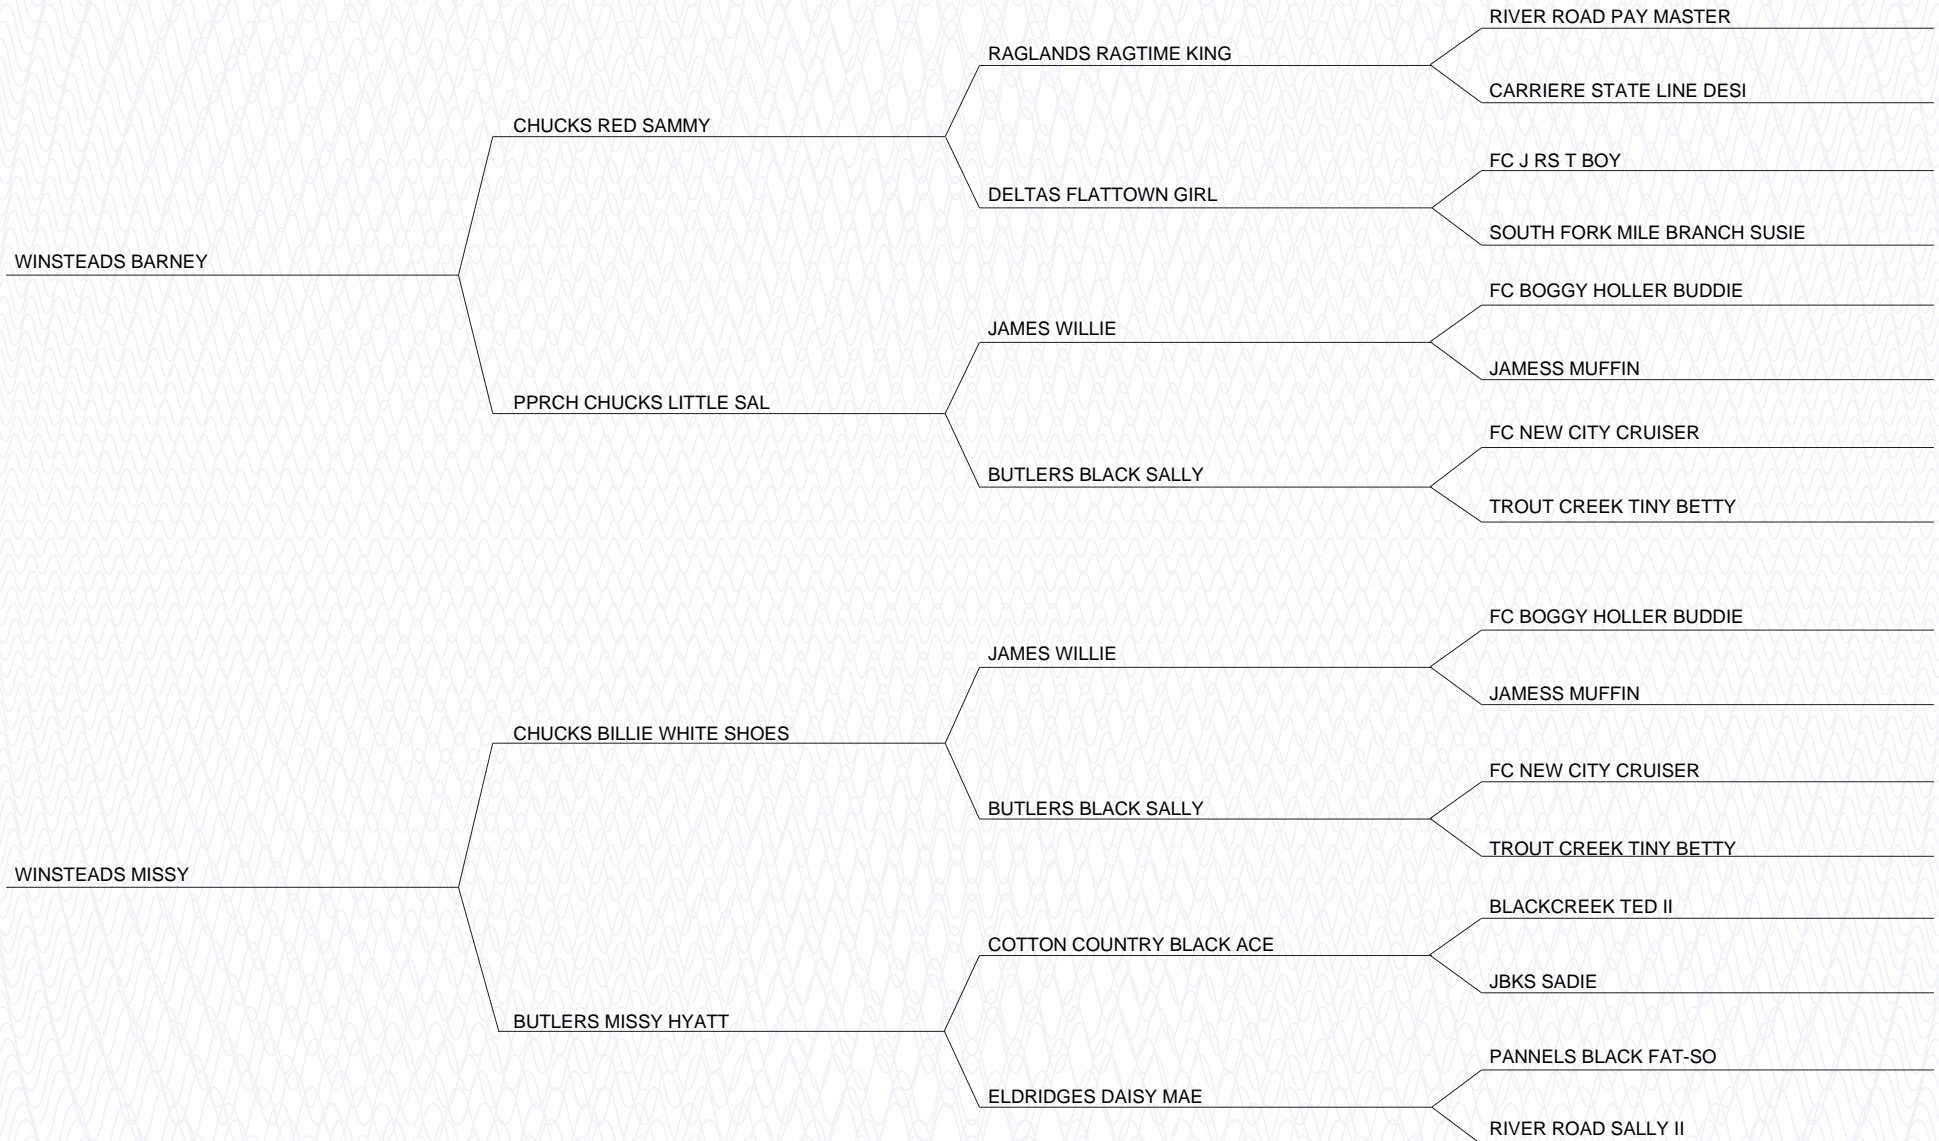 RIVER ROAD PAY MASTER
RAGLANDS RAGTIME KING
CARRIERE STATE LINE DESI
CHUCKS RED SAMMY
FC J RS T BOY
DELTAS FLATTOWN GIRL
SOUTH FORK MILE BRANCH SUSIE
WINSTEADS BARNEY
FC BOGGY HOLLER BUDDIE
JAMES WILLIE
JAMESS MUFFIN
PPRCH CHUCKS LITTLE SAL
FC NEW CITY CRUISER
BUTLERS BLACK SALLY
TROUT CREEK TINY BETTY
FC BOGGY HOLLER BUDDIE
JAMES WILLIE
JAMESS MUFFIN
CHUCKS BILLIE WHITE SHOES
FC NEW CITY CRUISER
BUTLERS BLACK SALLY
TROUT CREEK TINY BETTY
WINSTEADS MISSY
BLACKCREEK TED II
COTTON COUNTRY BLACK ACE
JBKS SADIE
BUTLERS MISSY HYATT
PANNELS BLACK FAT-SO
ELDRIDGES DAISY MAE
RIVER ROAD SALLY II